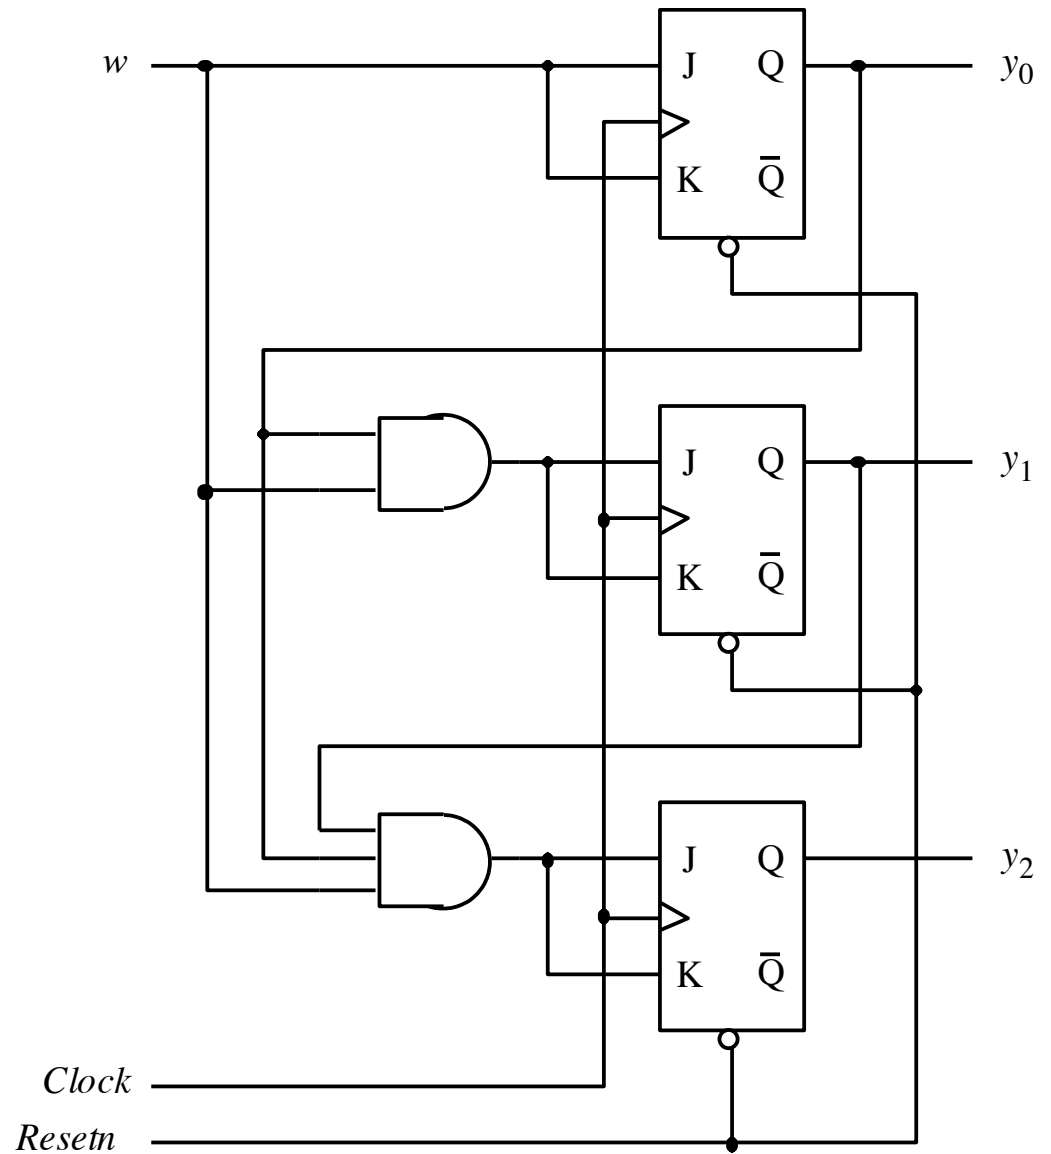 w J Q y₀
K Q̅
J Q y₁
K Q̅
J Q y₂
K Q̅
Clock
Resetn